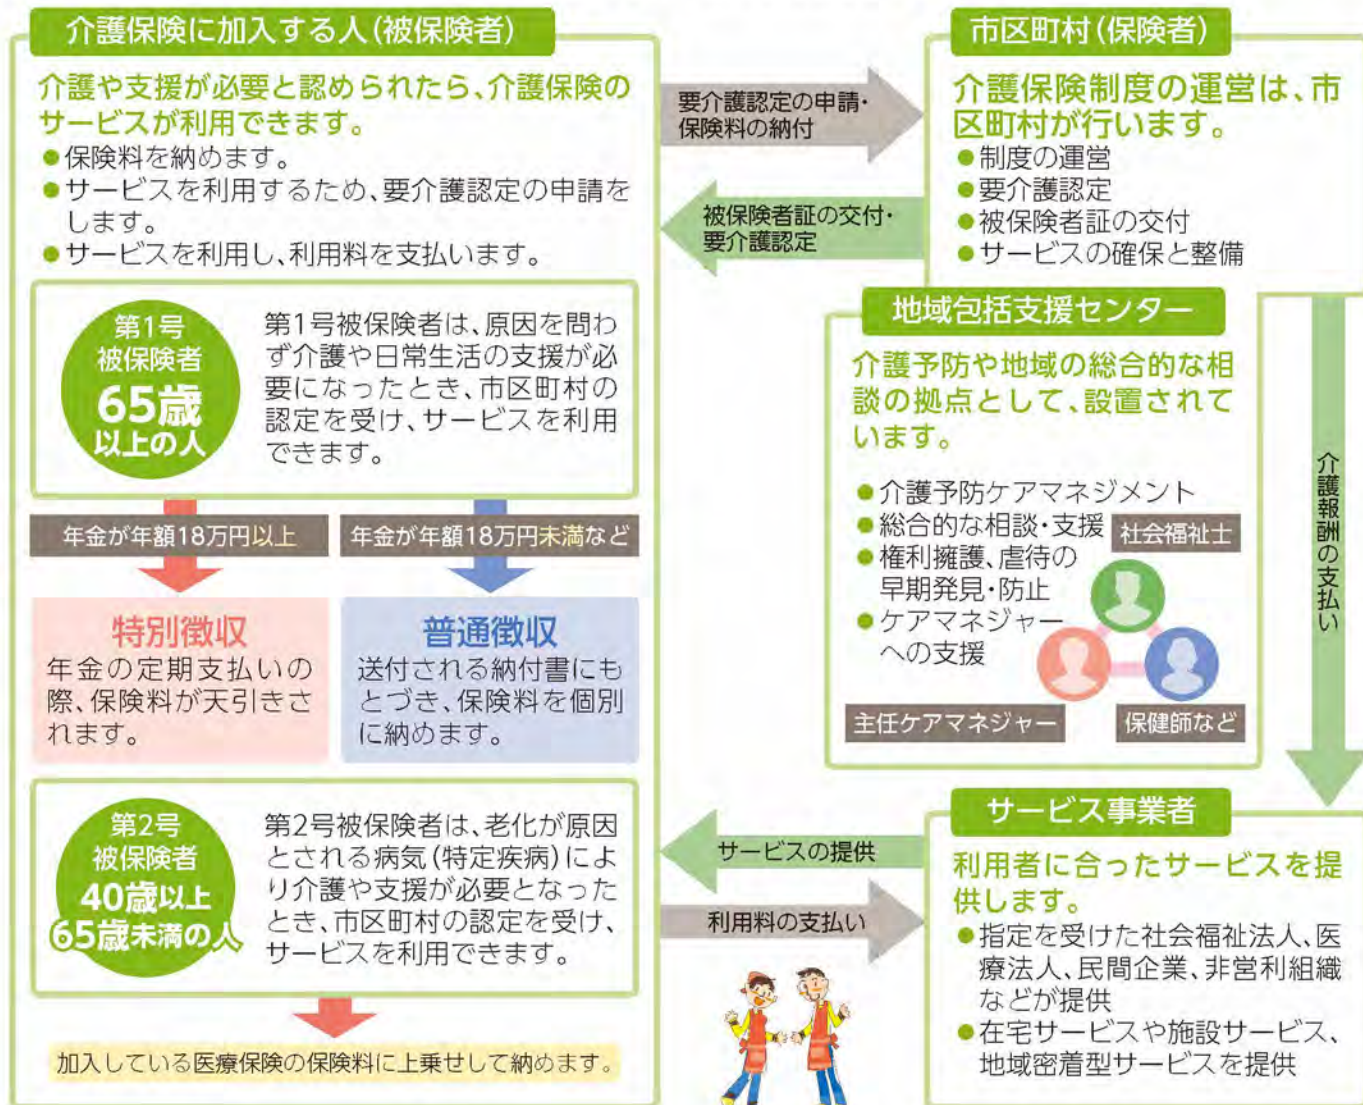 介護保険に加入する人(被保険者)
介護や支援が必要と認められたら、介護保険の
サービスが利用できます。
●保険料を納めます。
●サービスを利用するため、要介護認定の申請を
します。
●サービスを利用し、利用料を支払います。
第1号
被保険者
65歳
以上の人
第1号被保険者は、原因を問わ
ず介護や日常生活の支援が必
要になったとき、市区町村の
認定を受け、サービスを利用
できます。
年金が年額18万円以上
年金が年額18万円未満など
特別徴収
年金の定期支払いの
際、保険料が天引きさ
れます。
普通徴収
送付される納付書にも
とづき、保険料を個別
に納めます。
第2号
被保険者
40歳以上
65歳未満の人
第2号被保険者は、老化が原因
とされる病気(特定疾病)によ
り介護や支援が必要となった
とき、市区町村の認定を受け、
サービスを利用できます。
加入している医療保険の保険料に上乗せして納めます。
要介護認定の申請・
保険料の納付
被保険者証の交付・
要介護認定
市区町村(保険者)
介護保険制度の運営は、市
区町村が行います。
●制度の運営
●要介護認定
●被保険者証の交付
●サービスの確保と整備
地域包括支援センター
介護予防や地域の総合的な相
談の拠点として、設置されて
います。
●介護予防ケアマネジメント
●総合的な相談・支援
●権利擁護、虐待の
早期発見・防止
●ケアマネジャー
への支援
社会福祉士
主任ケアマネジャー
保健師など
介護報酬の支払い
サービスの提供
利用料の支払い
サービス事業者
利用者に合ったサービスを提
供します。
●指定を受けた社会福祉法人、医
療法人、民間企業、非営利組織
などが提供
●在宅サービスや施設サービス、
地域密着型サービスを提供